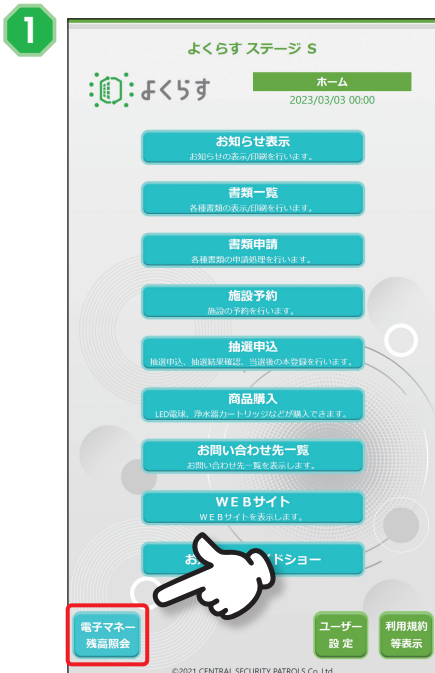 1
よくらす ステージ S
よくらす
ホーム
2023/03/03 00:00
お知らせ表示
お知らせの表示/印刷を行います。
書類一覧
各種書類の表示/印刷を行います。
書類申請
各種書類の申請処理を行います。
施設予約
施設の予約を行います。
抽選申込
抽選申込、抽選結果確認、当選後の本登録を行います。
商品購入
LED電球、浄水器カートリッジなどが購入できます。
お問い合わせ先一覧
お問い合わせ先一覧を表示します。
ＷＥＢサイト
ＷＥＢサイトを表示します。
お
ドショー
電子マネー
残高照会
ユーザー
設 定
利用規約
等表示
©2021 CENTRAL SECURITY PATROLS Co.,Ltd.